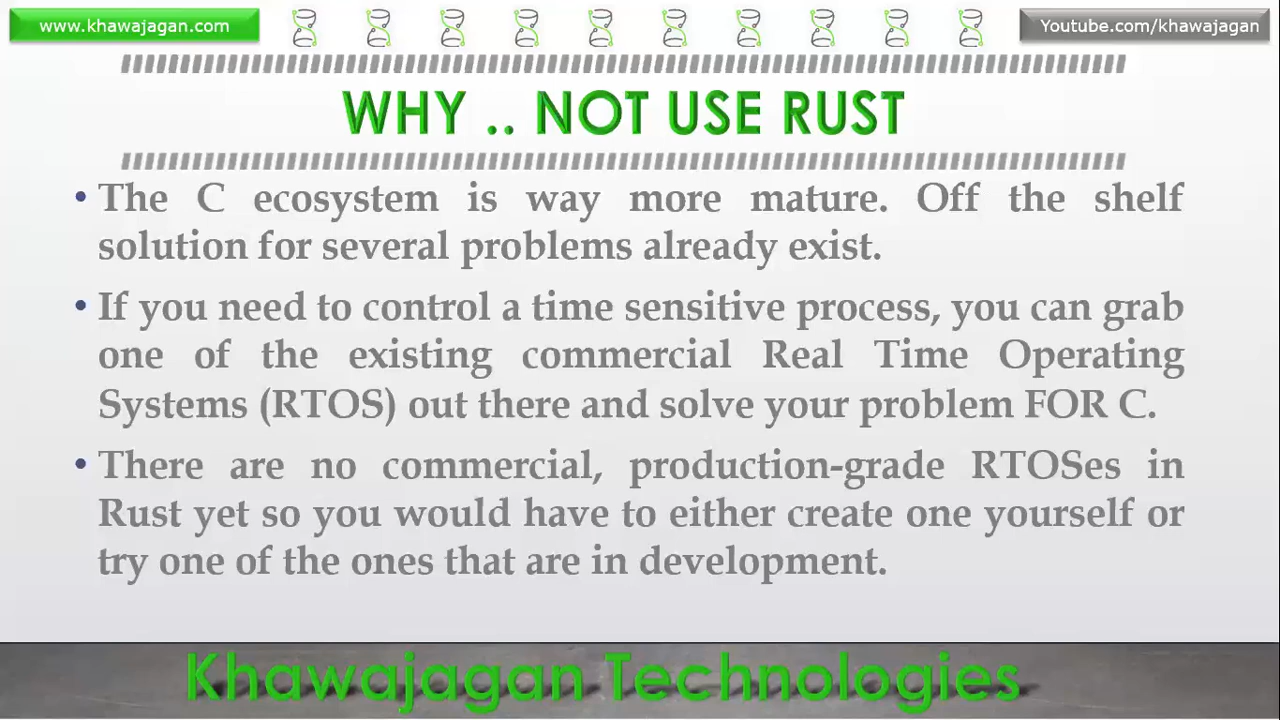 www.khawajagan.com
Youtube.com/khawajagan
WHY .. NOT USE RUST
• The C ecosystem is way more mature. Off the shelf
solution for several problems already exist.
• If you need to control a time sensitive process, you can grab
one of the existing commercial Real Time Operating
Systems (RTOS) out there and solve your problem FOR C.
• There are no commercial, production-grade RTOSes in
Rust yet so you would have to either create one yourself or
try one of the ones that are in development.
Khawajagan Technologies